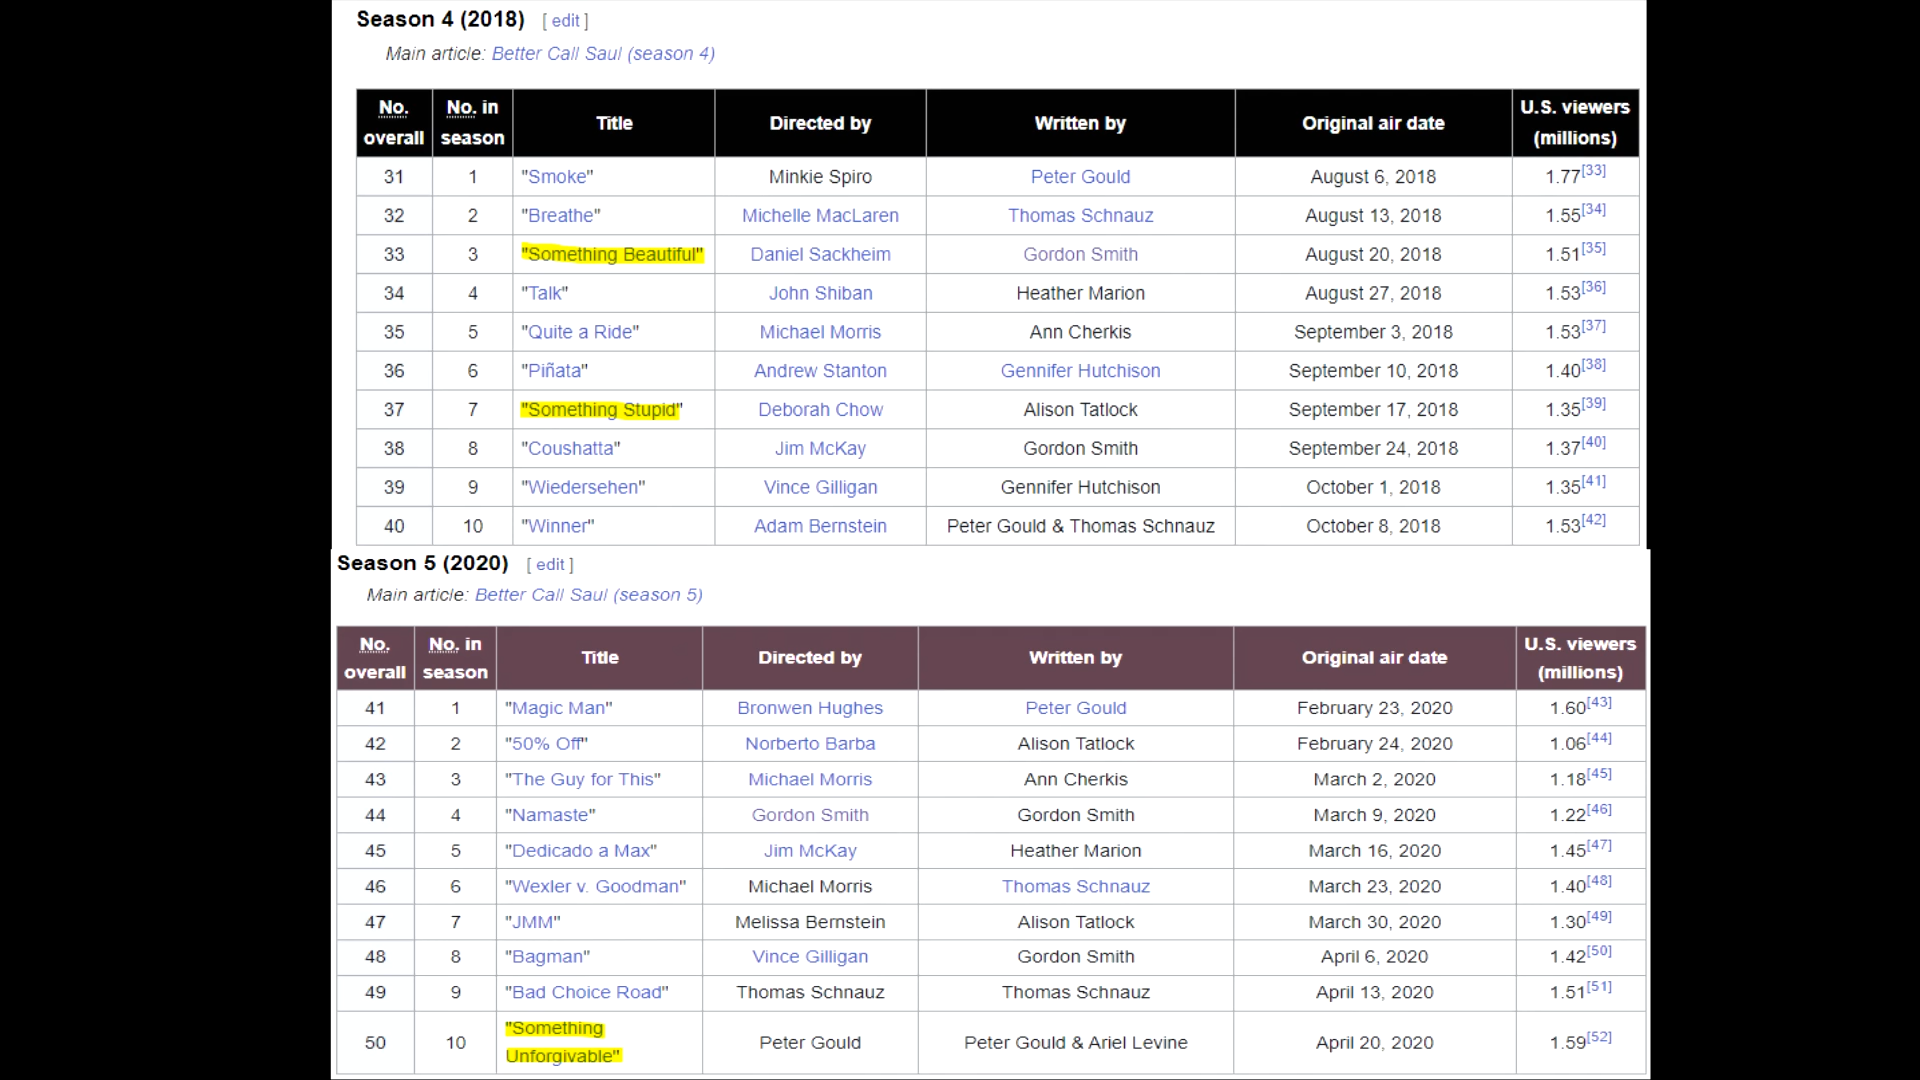 Season 4 (2018) [ edit ]
Main article: Better Call Saul (season 4)
No. overall No. in season Title Directed by Written by Original air date U.S. viewers (millions)
31 1 "Smoke" Minkie Spiro Peter Gould August 6, 2018 1.77[33]
32 2 "Breathe" Michelle MacLaren Thomas Schnauz August 13, 2018 1.55[34]
33 3 "Something Beautiful" Daniel Sackheim Gordon Smith August 20, 2018 1.51[35]
34 4 "Talk" John Shiban Heather Marion August 27, 2018 1.53[36]
35 5 "Quite a Ride" Michael Morris Ann Cherkis September 3, 2018 1.53[37]
36 6 "Piñata" Andrew Stanton Gennifer Hutchison September 10, 2018 1.40[38]
37 7 "Something Stupid" Deborah Chow Alison Tatlock September 17, 2018 1.35[39]
38 8 "Coushatta" Jim McKay Gordon Smith September 24, 2018 1.37[40]
39 9 "Wiedersehen" Vince Gilligan Gennifer Hutchison October 1, 2018 1.35[41]
40 10 "Winner" Adam Bernstein Peter Gould & Thomas Schnauz October 8, 2018 1.53[42]
Season 5 (2020) [ edit ]
Main article: Better Call Saul (season 5)
No. overall No. in season Title Directed by Written by Original air date U.S. viewers (millions)
41 1 "Magic Man" Bronwen Hughes Peter Gould February 23, 2020 1.60[43]
42 2 "50% Off" Norberto Barba Alison Tatlock February 24, 2020 1.06[44]
43 3 "The Guy for This" Michael Morris Ann Cherkis March 2, 2020 1.18[45]
44 4 "Namaste" Gordon Smith Gordon Smith March 9, 2020 1.22[46]
45 5 "Dedicado a Max" Jim McKay Heather Marion March 16, 2020 1.45[47]
46 6 "Wexler v. Goodman" Michael Morris Thomas Schnauz March 23, 2020 1.40[48]
47 7 "JMM" Melissa Bernstein Alison Tatlock March 30, 2020 1.30[49]
48 8 "Bagman" Vince Gilligan Gordon Smith April 6, 2020 1.42[50]
49 9 "Bad Choice Road" Thomas Schnauz Thomas Schnauz April 13, 2020 1.51[51]
50 10 "Something Unforgivable" Peter Gould Peter Gould & Ariel Levine April 20, 2020 1.59[52]